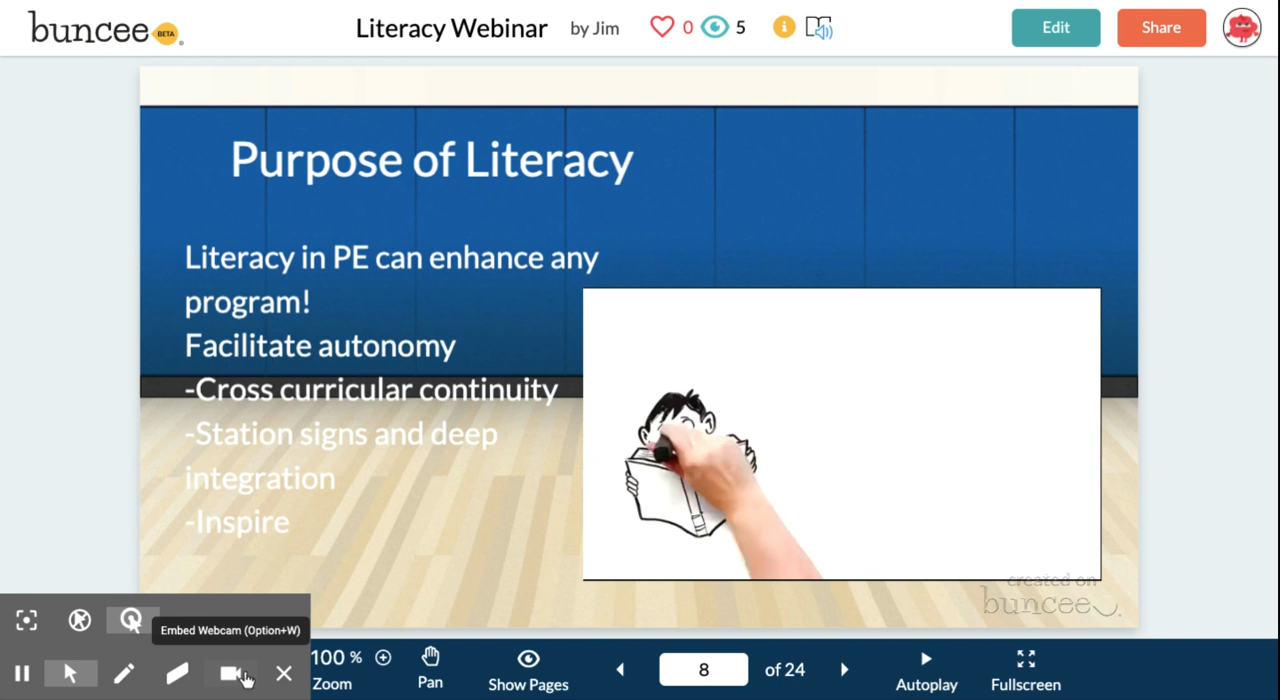 buncee BETA
Literacy Webinar by Jim 0 5 Edit Share
Purpose of Literacy
Literacy in PE can enhance any
program!
Facilitate autonomy
-Cross curricular continuity
-Station signs and deep
integration
-Inspire
created on
buncee
Embed Webcam (Option+W)
100 %
Zoom
Pan
Show Pages
8 of 24
Autoplay
Fullscreen